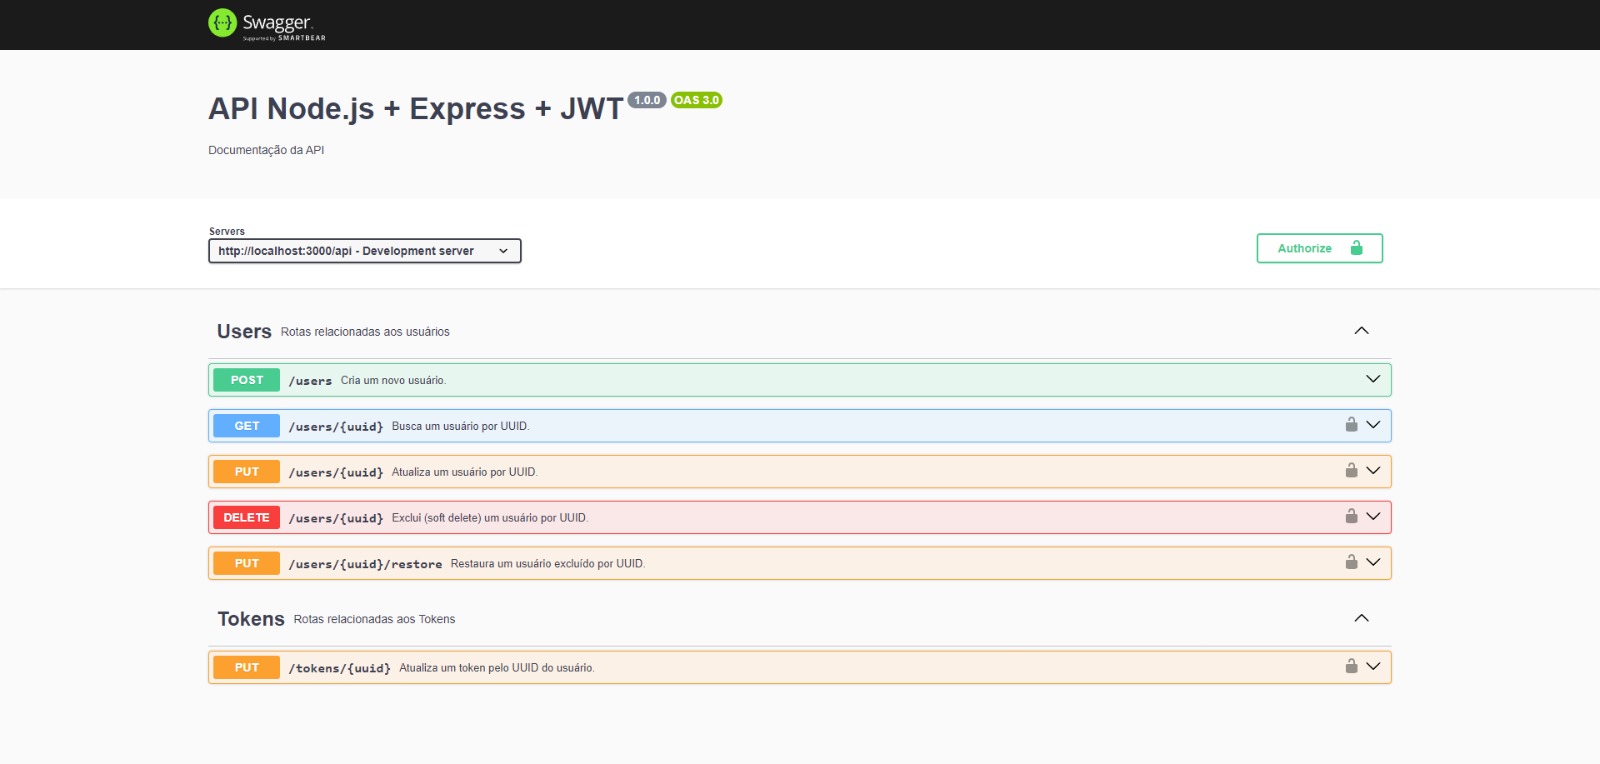 Swagger.
Supported by SMARTBEAR
API Node.js + Express + JWT 1.0.0 OAS 3.0
Documentação da API
Servers
http://localhost:3000/api - Development server
Authorize
Users Rotas relacionadas aos usuários
POST /users Cria um novo usuário.
GET /users/{uuid} Busca um usuário por UUID.
PUT /users/{uuid} Atualiza um usuário por UUID.
DELETE /users/{uuid} Exclui (soft delete) um usuário por UUID.
PUT /users/{uuid}/restore Restaura um usuário excluído por UUID.
Tokens Rotas relacionadas aos Tokens
PUT /tokens/{uuid} Atualiza um token pelo UUID do usuário.